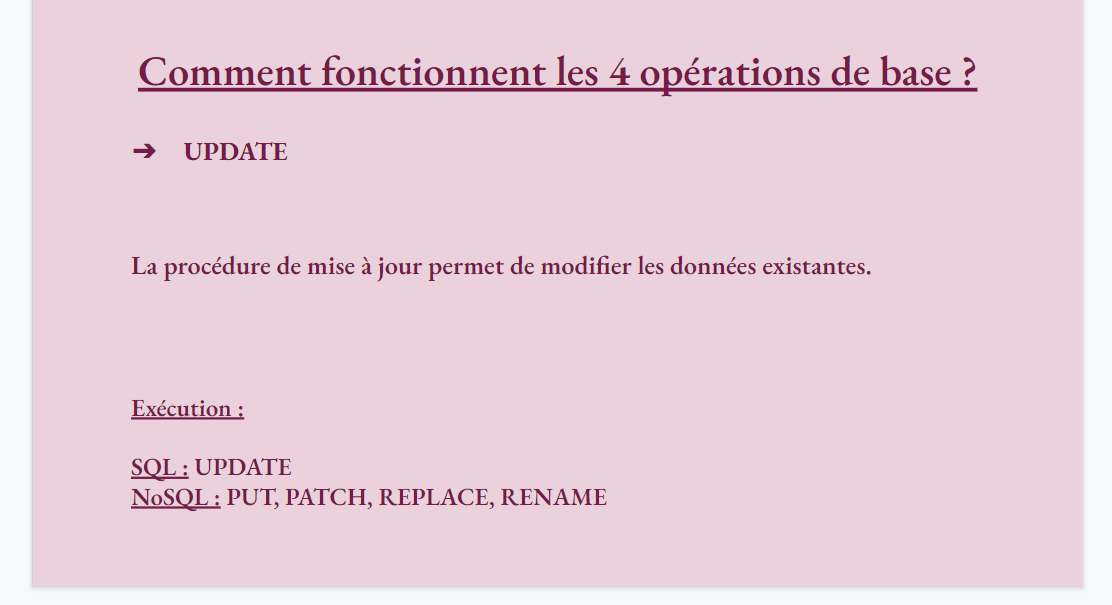 Comment fonctionnent les 4 opérations de base ?
➔ UPDATE
La procédure de mise à jour permet de modifier les données existantes.
Exécution :
SQL : UPDATE
NoSQL : PUT, PATCH, REPLACE, RENAME